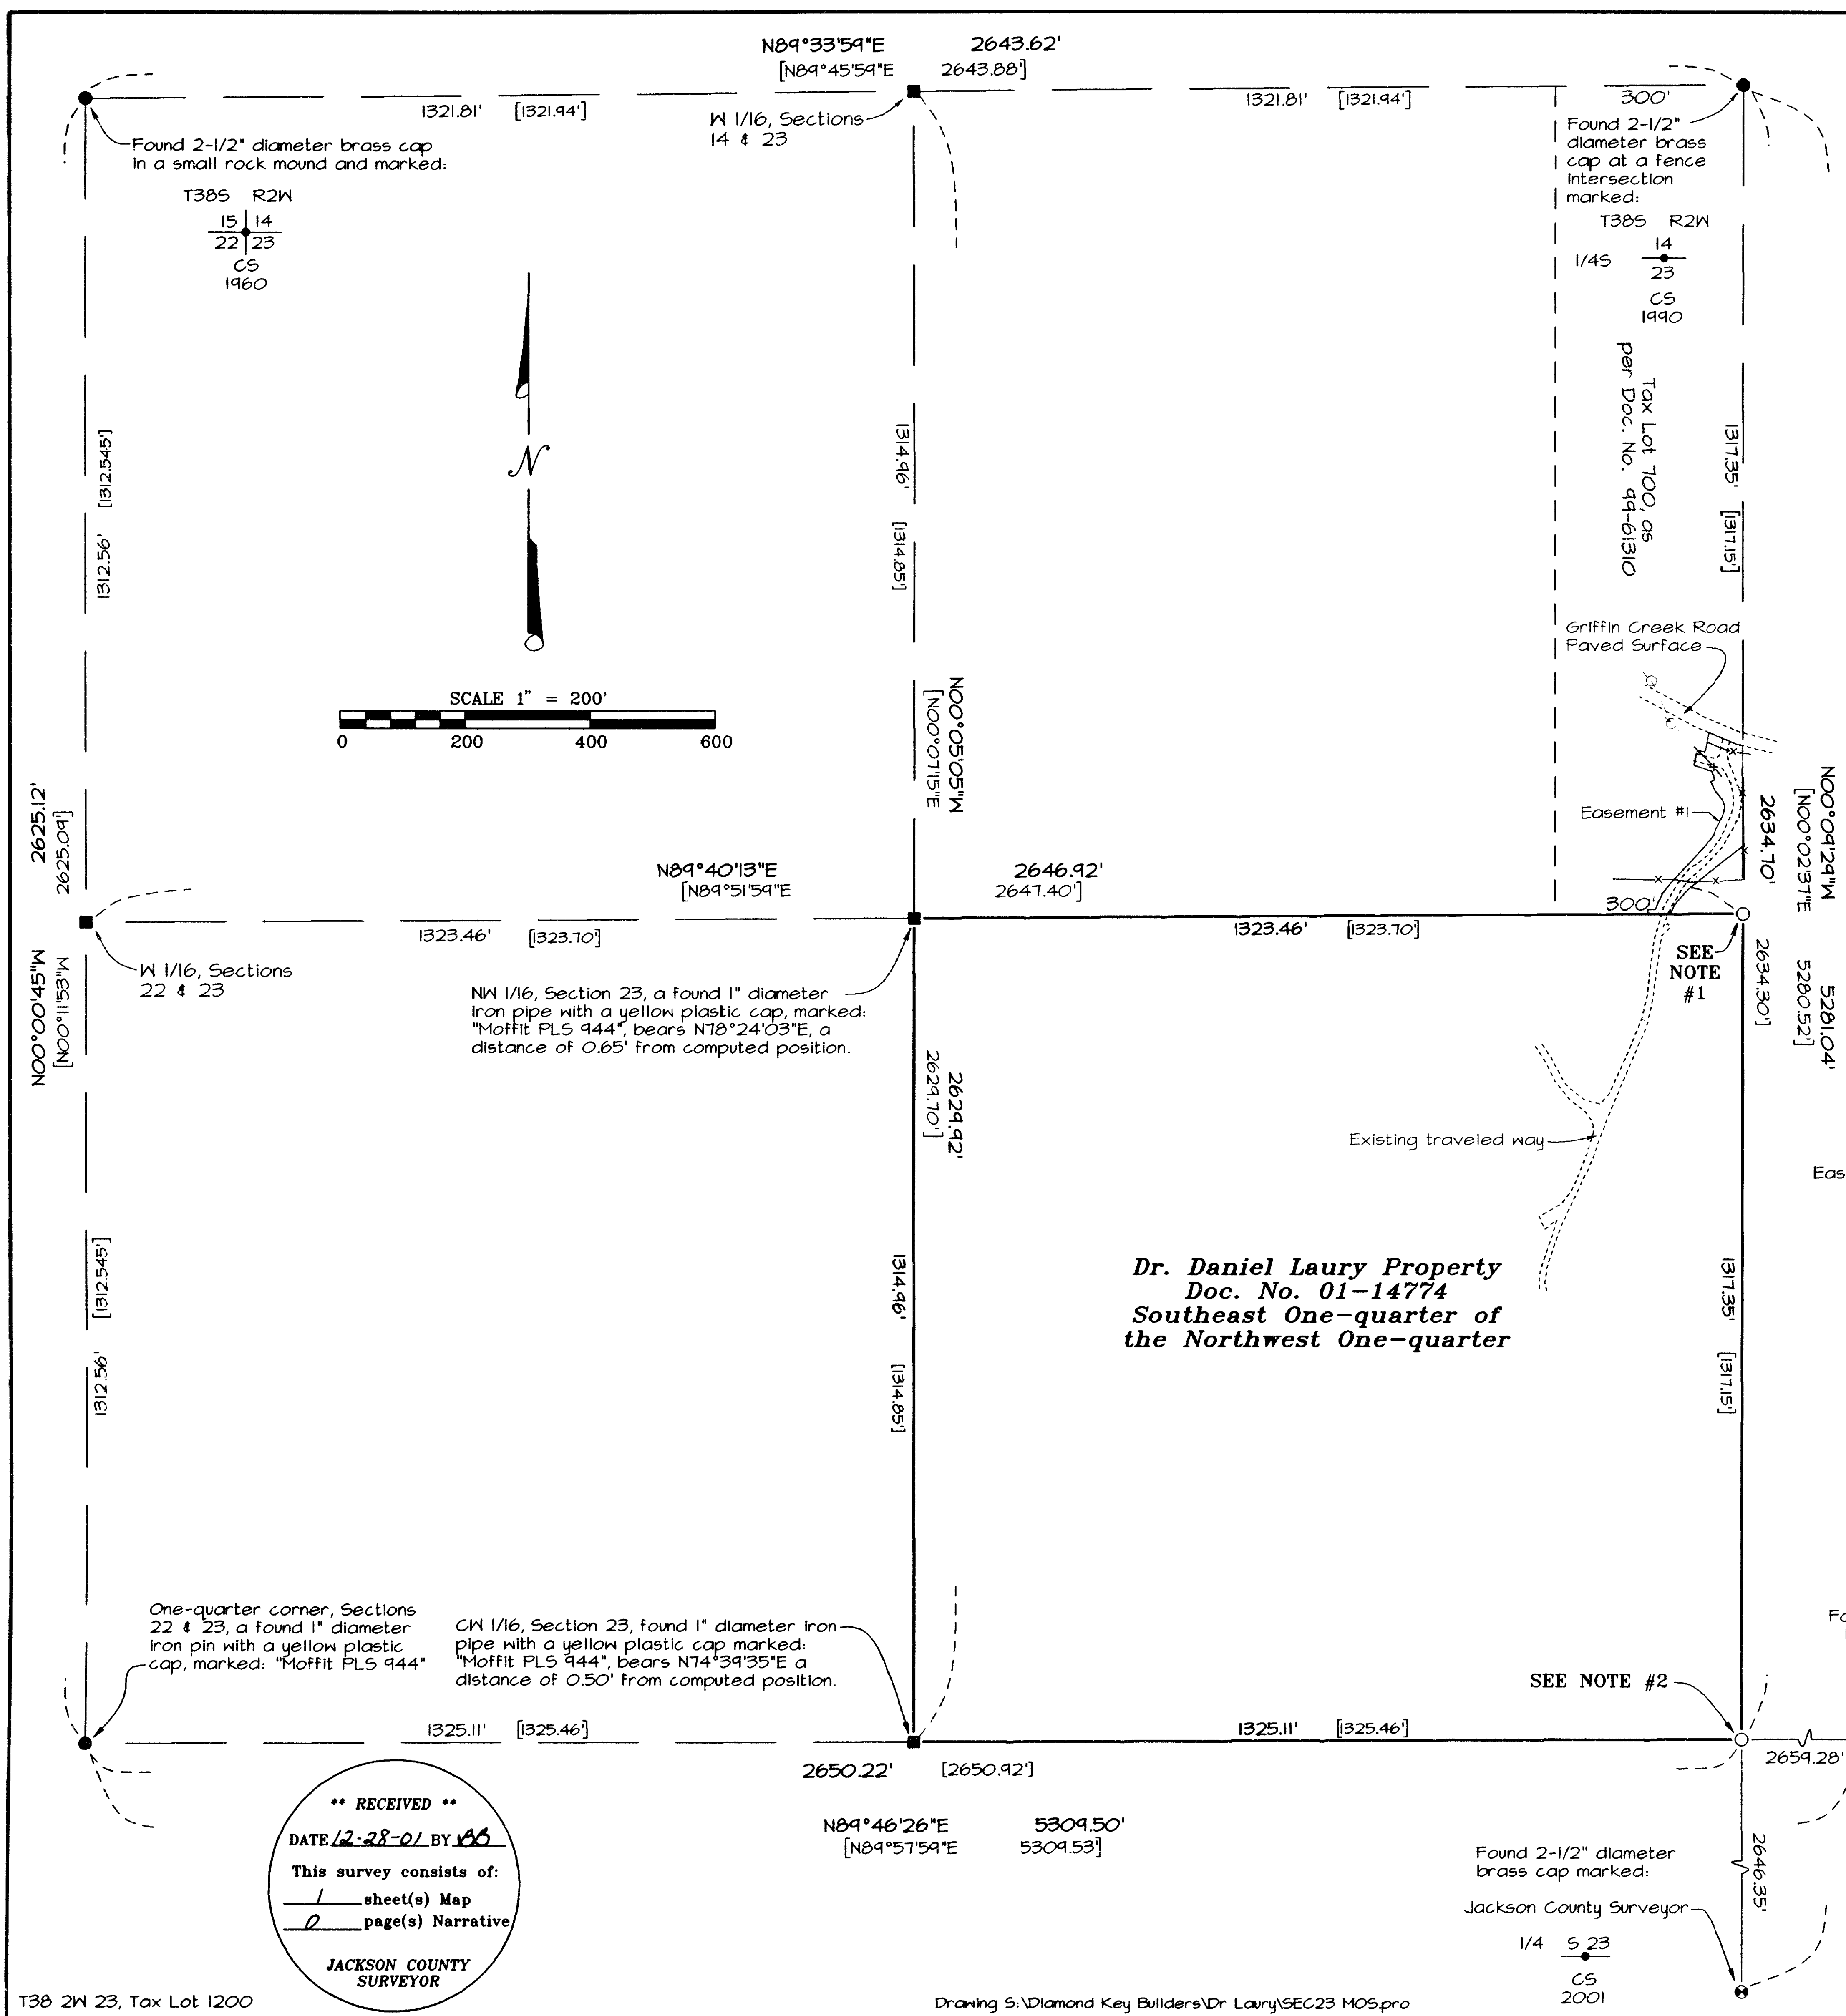 N89°33'59"E 2643.62'
[N89°45'59"E 2643.88']
1321.81' [1321.94']
1321.81' [1321.94']
300'
W 1/16, Sections
14 & 23
Found 2-1/2" diameter brass cap
in a small rock mound and marked:
T38S R2W
15 14
22 23
CS
1960
Found 2-1/2"
diameter brass
cap at a fence
intersection
marked:
T38S R2W
14
1/4S
23
CS
1990
Tax Lot 700, as
per Doc. No. 99-61310
1312.56' [1312.545']
1314.96' [1314.85']
1317.35' [1317.15']
N
SCALE 1" = 200'
0 200 400 600
Griffin Creek Road
Paved Surface
N00°05'05"W
[N00°07'15"E
Easement #1
2625.12'
2625.09']
N00°00'45"W
[N00°11'53"W
N00°09'29"W 5281.04'
[N00°02'37"E 5280.52']
2634.70'
2634.30']
N89°40'13"E 2646.92'
[N89°51'59"E 2647.40']
300'
1323.46' [1323.70']
1323.46' [1323.70']
W 1/16, Sections
22 & 23
SEE
NOTE
#1
NW 1/16, Section 23, a found 1" diameter
iron pipe with a yellow plastic cap, marked:
"Moffit PLS 944", bears N78°24'03"E, a
distance of 0.65' from computed position.
2629.92'
2629.70']
Existing traveled way
Eas
1312.56' [1312.545']
1314.96' [1314.85']
1317.35' [1317.15']
Dr. Daniel Laury Property
Doc. No. 01-14774
Southeast One-quarter of
the Northwest One-quarter
One-quarter corner, Sections
22 & 23, a found 1" diameter
iron pin with a yellow plastic
cap, marked: "Moffit PLS 944"
CW 1/16, Section 23, found 1" diameter iron
pipe with a yellow plastic cap marked:
"Moffit PLS 944", bears N74°39'35"E a
distance of 0.50' from computed position.
Fo
SEE NOTE #2
1325.11' [1325.46']
1325.11' [1325.46']
2659.28'
2650.22' [2650.92']
N89°46'26"E 5309.50'
[N89°57'59"E 5309.53']
2646.35'
** RECEIVED **
DATE 12-28-01 BY BB
This survey consists of:
1 sheet(s) Map
0 page(s) Narrative
JACKSON COUNTY
SURVEYOR
Found 2-1/2" diameter
brass cap marked:
Jackson County Surveyor
1/4 S 23
CS
2001
T38 2W 23, Tax Lot 1200
Drawing S:\Diamond Key Builders\Dr Laury\SEC23 MOS.pro